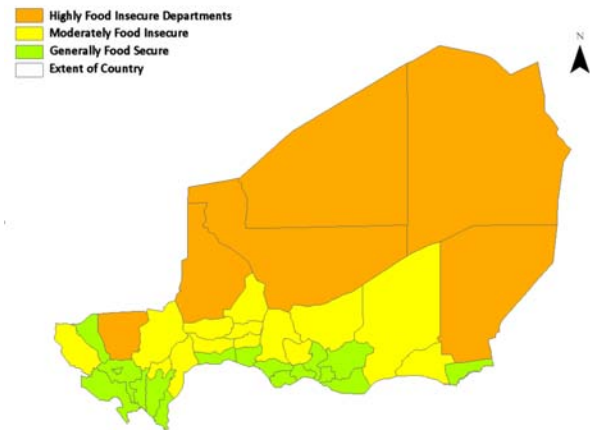 Highly Food Insecure Departments
Moderately Food Insecure
Generally Food Secure
Extent of Country
N